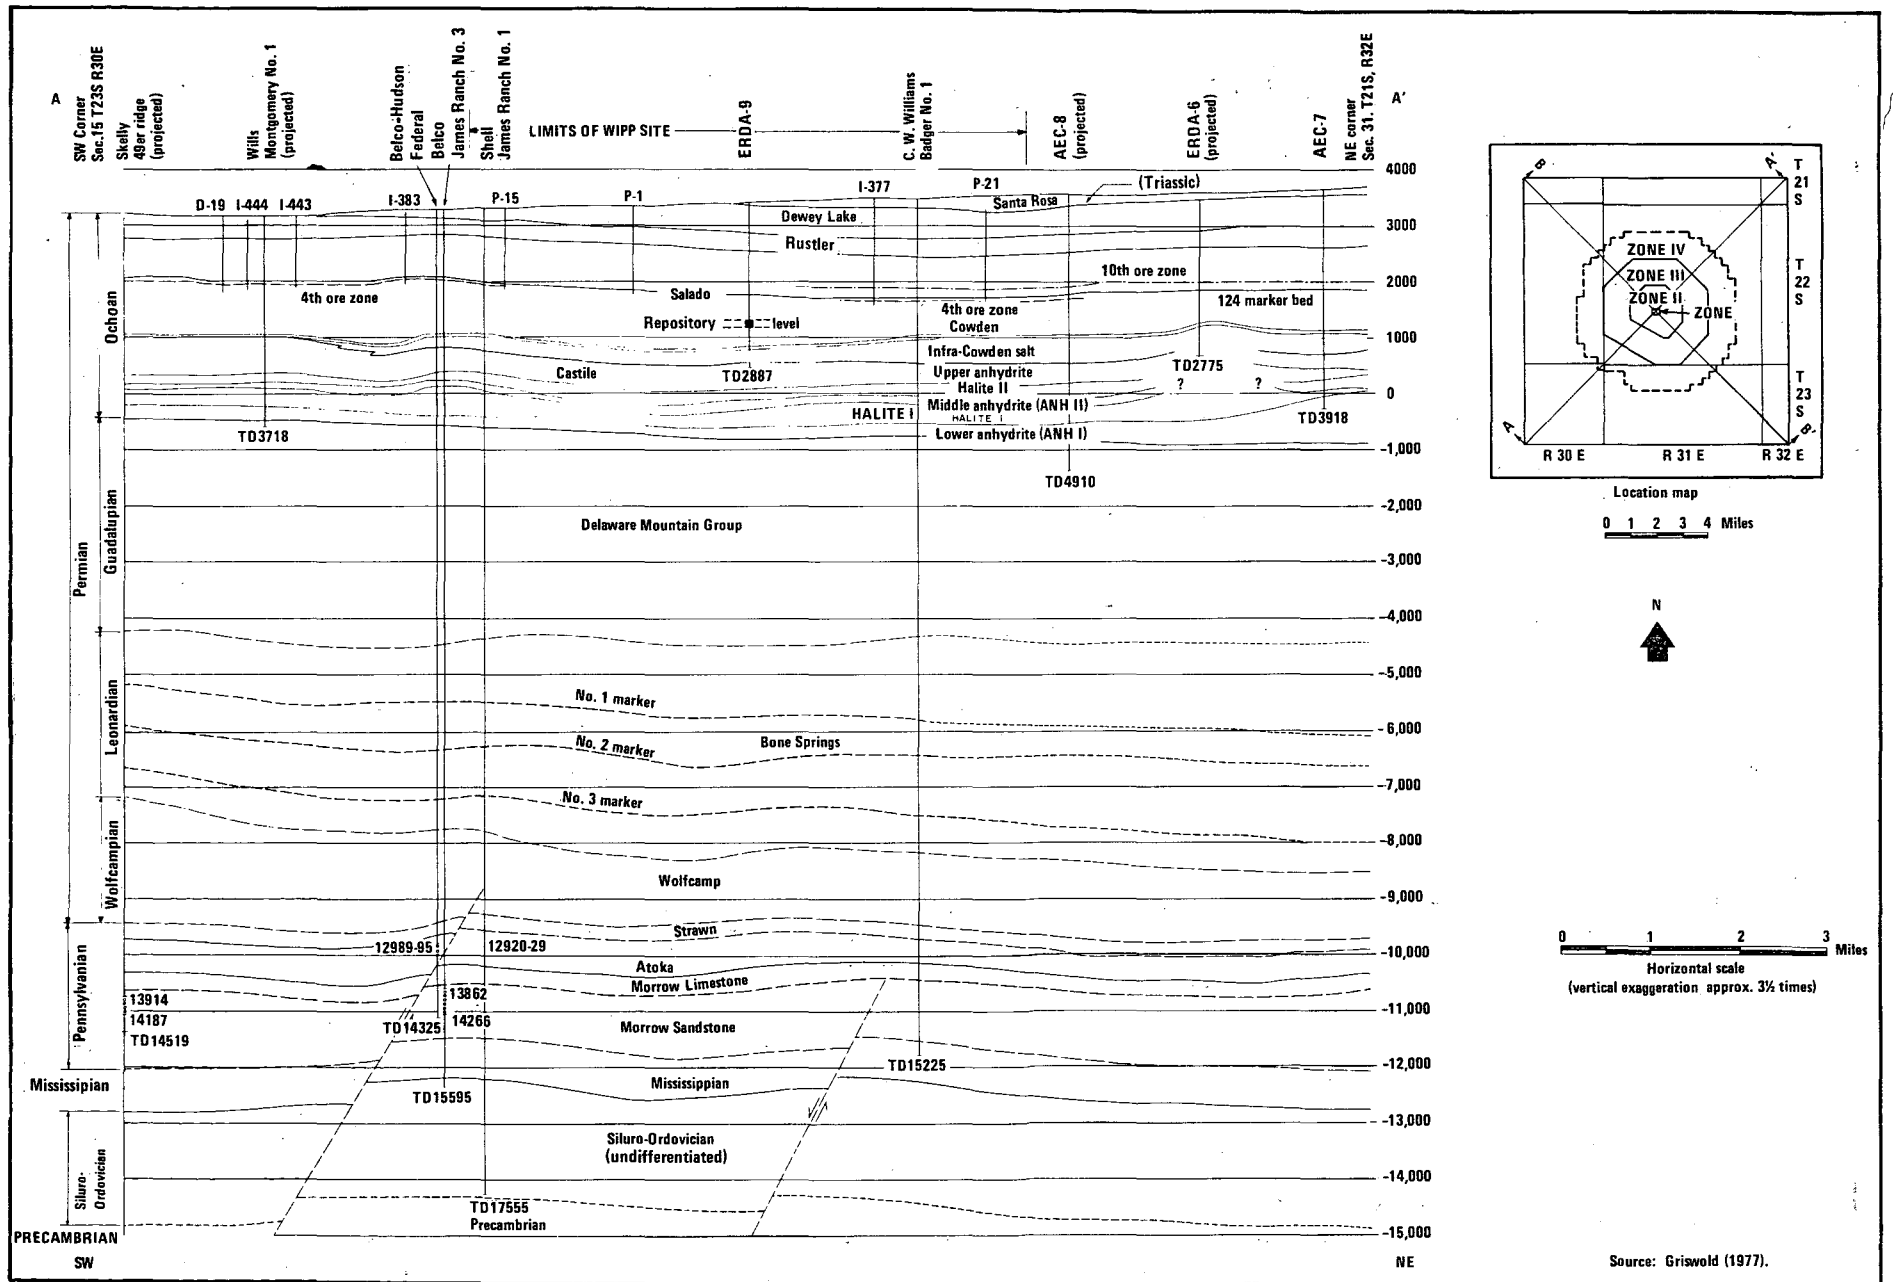 A
SW Corner
Sec.15 T23S R30E
Skelly
49er ridge
(projected)
Wills
Montgomery No. 1
(projected)
Belco-Hudson
Federal
Belco
James Ranch No. 3
Shell
James Ranch No. 1
LIMITS OF WIPP SITE
ERDA-9
C. W. Williams
Badger No. 1
AEC-8
(projected)
ERDA-6
(projected)
AEC-7
NE corner
Sec. 31. T21S, R32E
A'
4000
D-19
I-444
I-443
I-383
P-15
P-1
I-377
P-21
(Triassic)
Santa Rosa
Dewey Lake
3000
Rustler
10th ore zone
2000
4th ore zone
Salado
124 marker bed
4th ore zone
Repository level
Cowden
1000
Infra-Cowden salt
Castile
TD2887
Upper anhydrite
TD2775
Halite II
? ?
0
Middle anhydrite (ANH II)
HALITE I
HALITE I
TD3918
TD3718
Lower anhydrite (ANH I)
-1,000
TD4910
-2,000
Delaware Mountain Group
-3,000
-4,000
-5,000
No. 1 marker
-6,000
No. 2 marker
Bone Springs
-7,000
No. 3 marker
-8,000
Wolfcamp
-9,000
Strawn
12989-95
12920-29
-10,000
Atoka
Morrow Limestone
13914
13862
-11,000
14187
TD14325
14266
Morrow Sandstone
TD14519
-12,000
TD15225
Mississippian
TD15595
-13,000
Siluro-Ordovician
(undifferentiated)
-14,000
TD17555
Precambrian
-15,000
Ochoan
Guadalupian
Permian
Leonardian
Wolfcampian
Pennsylvanian
Mississipian
Siluro-
Ordovician
PRECAMBRIAN
SW
NE
B
A'
T
21
S
ZONE IV
ZONE III
ZONE II
ZONE
T
22
S
T
23
S
A
B'
R 30 E
R 31 E
R 32 E
Location map
0 1 2 3 4 Miles
N
0 1 2 3 Miles
Horizontal scale
(vertical exaggeration approx. 3½ times)
Source: Griswold (1977).